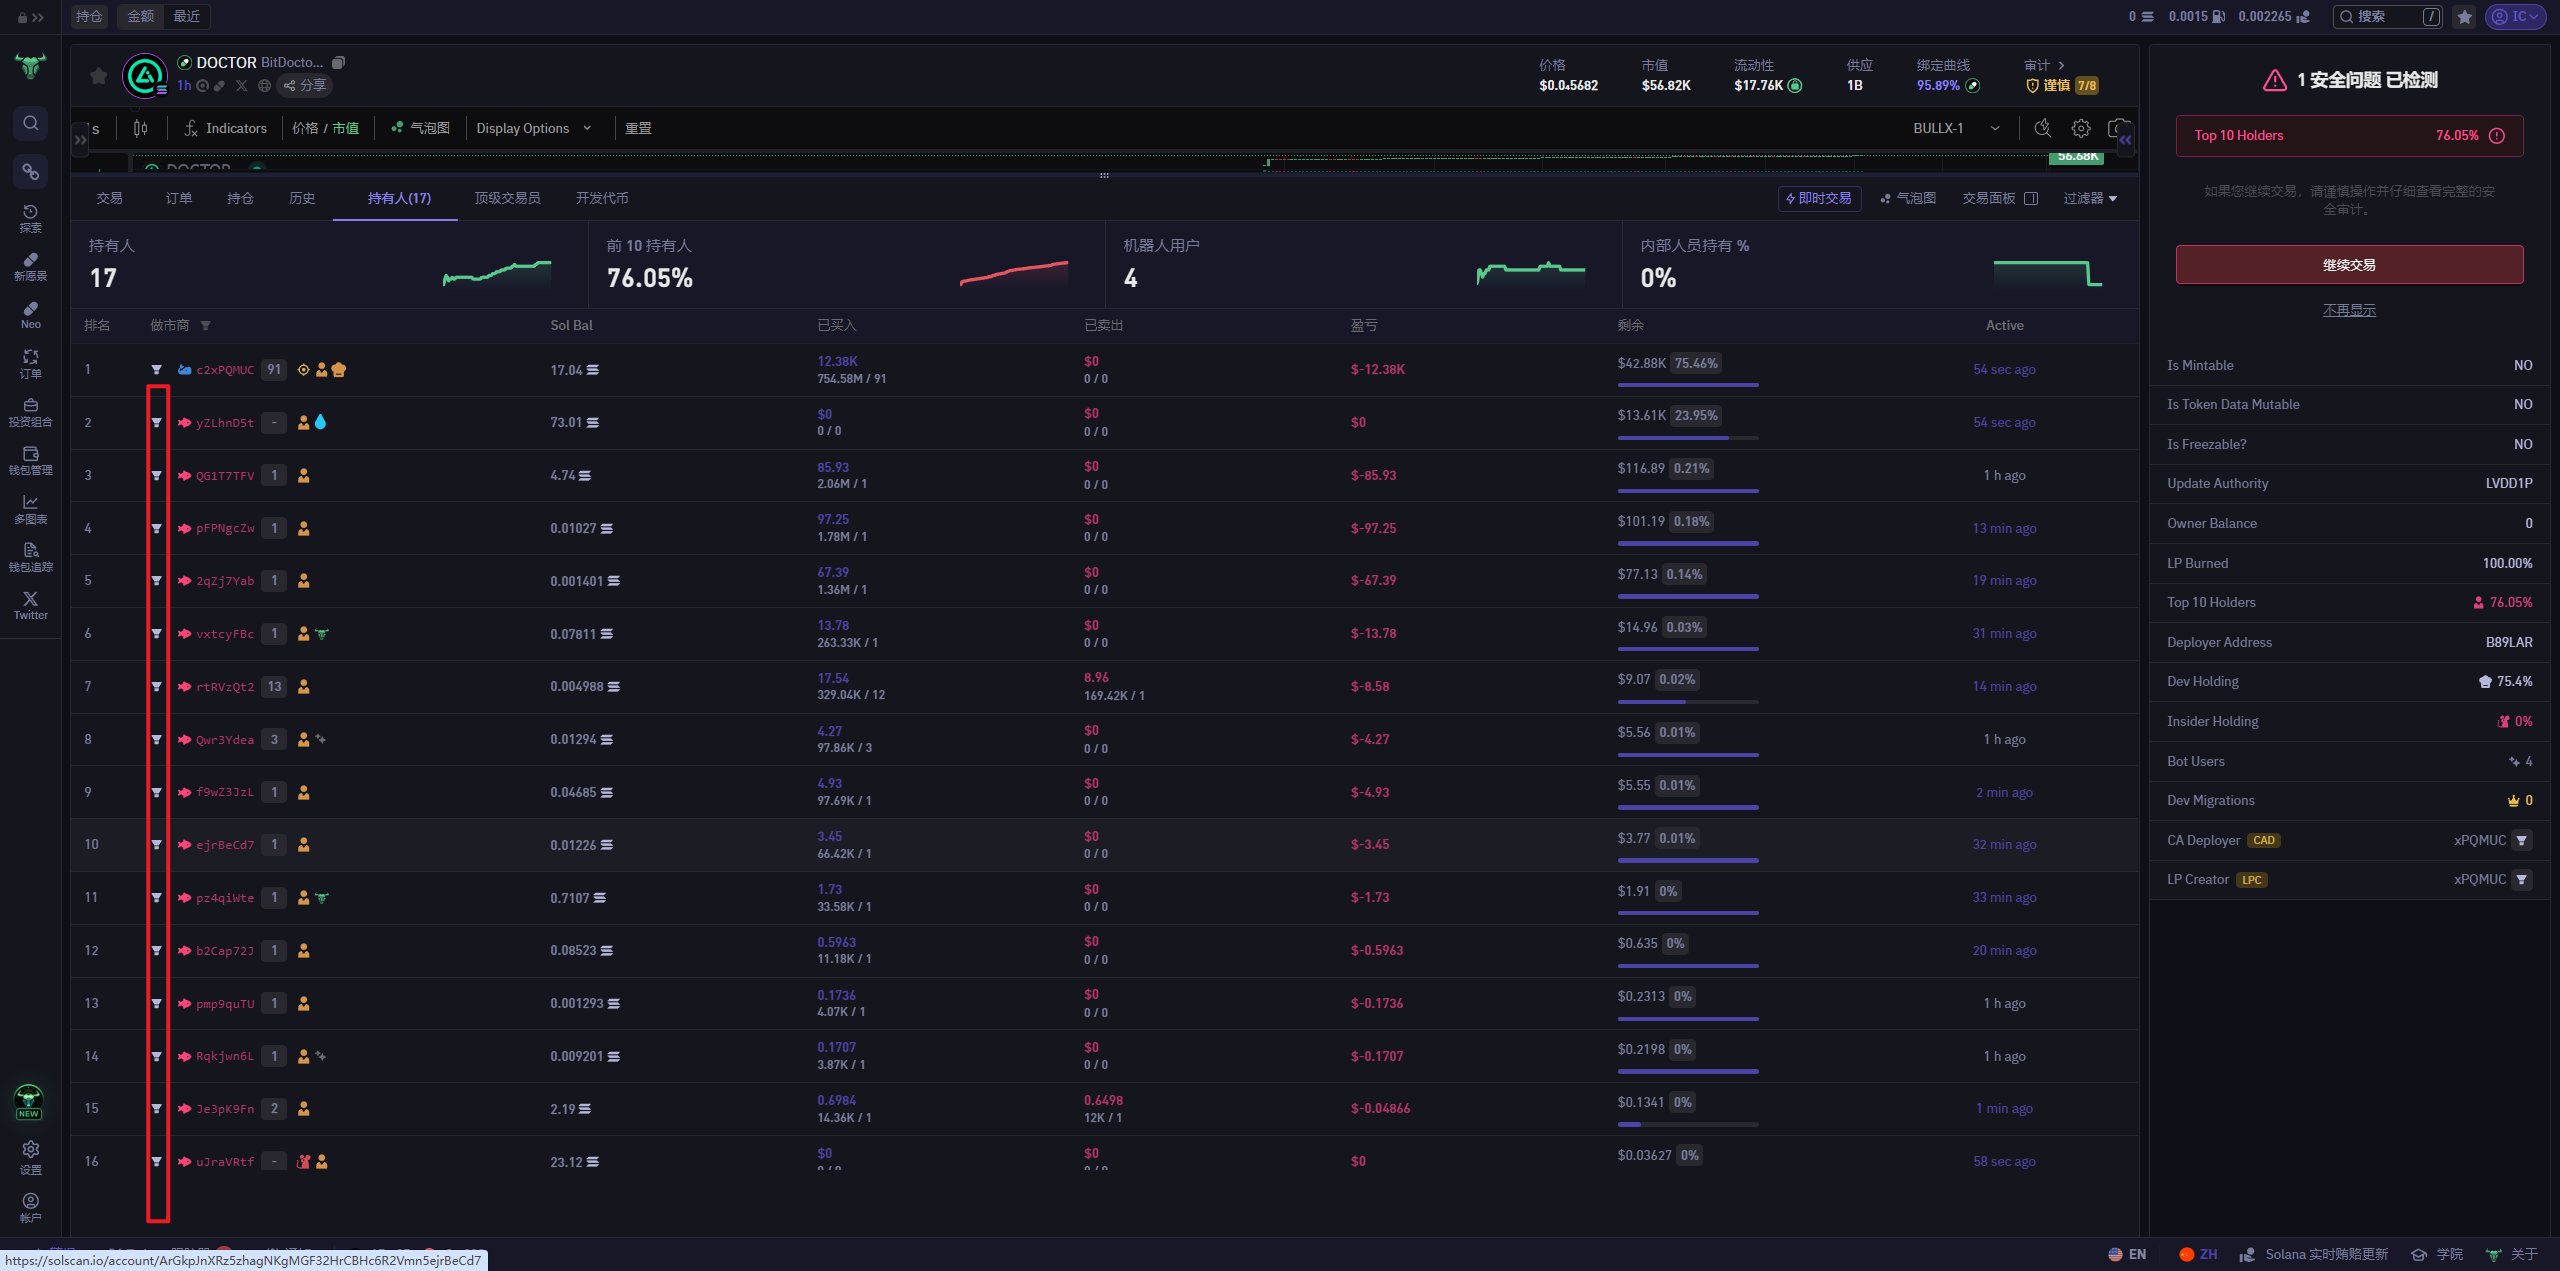 持仓 金额 最近 0 0.0015 0.002265 搜索 / IC
DOCTOR BitDocto...
1h 分享
价格 市值 流动性 供应 绑定曲线 审计
$0.0₄5682 $56.82K $17.76K 1B 95.89% 谨慎 7/8
s Indicators 价格 / 市值 气泡图 Display Options 重置 BULLX-1
DOCTOR 56.68K
交易 订单 持仓 历史 持有人(17) 顶级交易员 开发代币 即时交易 气泡图 交易面板 过滤器
持有人 前 10 持有人 机器人用户 内部人员持有 %
17 76.05% 4 0%
排名 做市商 Sol Bal 已买入 已卖出 盈亏 剩余 Active
1 c2xPQMUC 91 17.04 12.38K $0 $-12.38K $42.88K 75.46% 54 sec ago
754.58M / 91 0 / 0
2 yZLhnD5t - 73.01 $0 $0 $0 $13.61K 23.95% 54 sec ago
0 / 0 0 / 0
3 QG1T7TFV 1 4.74 85.93 $0 $-85.93 $116.89 0.21% 1 h ago
2.06M / 1 0 / 0
4 pFPNgcZw 1 0.01027 97.25 $0 $-97.25 $101.19 0.18% 13 min ago
1.78M / 1 0 / 0
5 2qZj7Yab 1 0.001401 67.39 $0 $-67.39 $77.13 0.14% 19 min ago
1.36M / 1 0 / 0
6 vxtcyFBc 1 0.07811 13.78 $0 $-13.78 $14.96 0.03% 31 min ago
263.33K / 1 0 / 0
7 rtRVzQt2 13 0.004988 17.54 8.96 $-8.58 $9.07 0.02% 14 min ago
329.04K / 12 169.42K / 1
8 Qwr3Ydea 3 0.01294 4.27 $0 $-4.27 $5.56 0.01% 1 h ago
97.86K / 3 0 / 0
9 f9wZ3JzL 1 0.04685 4.93 $0 $-4.93 $5.55 0.01% 2 min ago
97.69K / 1 0 / 0
10 ejrBeCd7 1 0.01226 3.45 $0 $-3.45 $3.77 0.01% 32 min ago
66.42K / 1 0 / 0
11 pz4qiWte 1 0.7107 1.73 $0 $-1.73 $1.91 0% 33 min ago
33.58K / 1 0 / 0
12 b2Cap72J 1 0.08523 0.5963 $0 $-0.5963 $0.635 0% 20 min ago
11.18K / 1 0 / 0
13 pmp9quTU 1 0.001293 0.1736 $0 $-0.1736 $0.2313 0% 1 h ago
4.07K / 1 0 / 0
14 Rqkjwn6L 1 0.009201 0.1707 $0 $-0.1707 $0.2198 0% 1 h ago
3.87K / 1 0 / 0
15 Je3pK9Fn 2 2.19 0.6984 0.6498 $-0.04866 $0.1341 0% 1 min ago
14.36K / 1 12K / 1
16 uJraVRtf - 23.12 $0 $0 $0 $0.03627 0% 58 sec ago
1 安全问题 已检测
Top 10 Holders 76.05%
如果您继续交易，请谨慎操作并仔细查看完整的安
全审计。
继续交易
不再显示
Is Mintable NO
Is Token Data Mutable NO
Is Freezable? NO
Update Authority LVDD1P
Owner Balance 0
LP Burned 100.00%
Top 10 Holders 76.05%
Deployer Address B89LAR
Dev Holding 75.4%
Insider Holding 0%
Bot Users 4
Dev Migrations 0
CA Deployer CAD xPQMUC
LP Creator LPC xPQMUC
探索
新愿景
Neo
订单
投资组合
钱包管理
多图表
钱包追踪
Twitter
NEW
设置
帐户
https://solscan.io/account/ArGkpJnXRz5zhagNKgMGF32HrCBHc6R2Vmn5ejrBeCd7
EN ZH Solana 实时贿赂更新 学院 关于